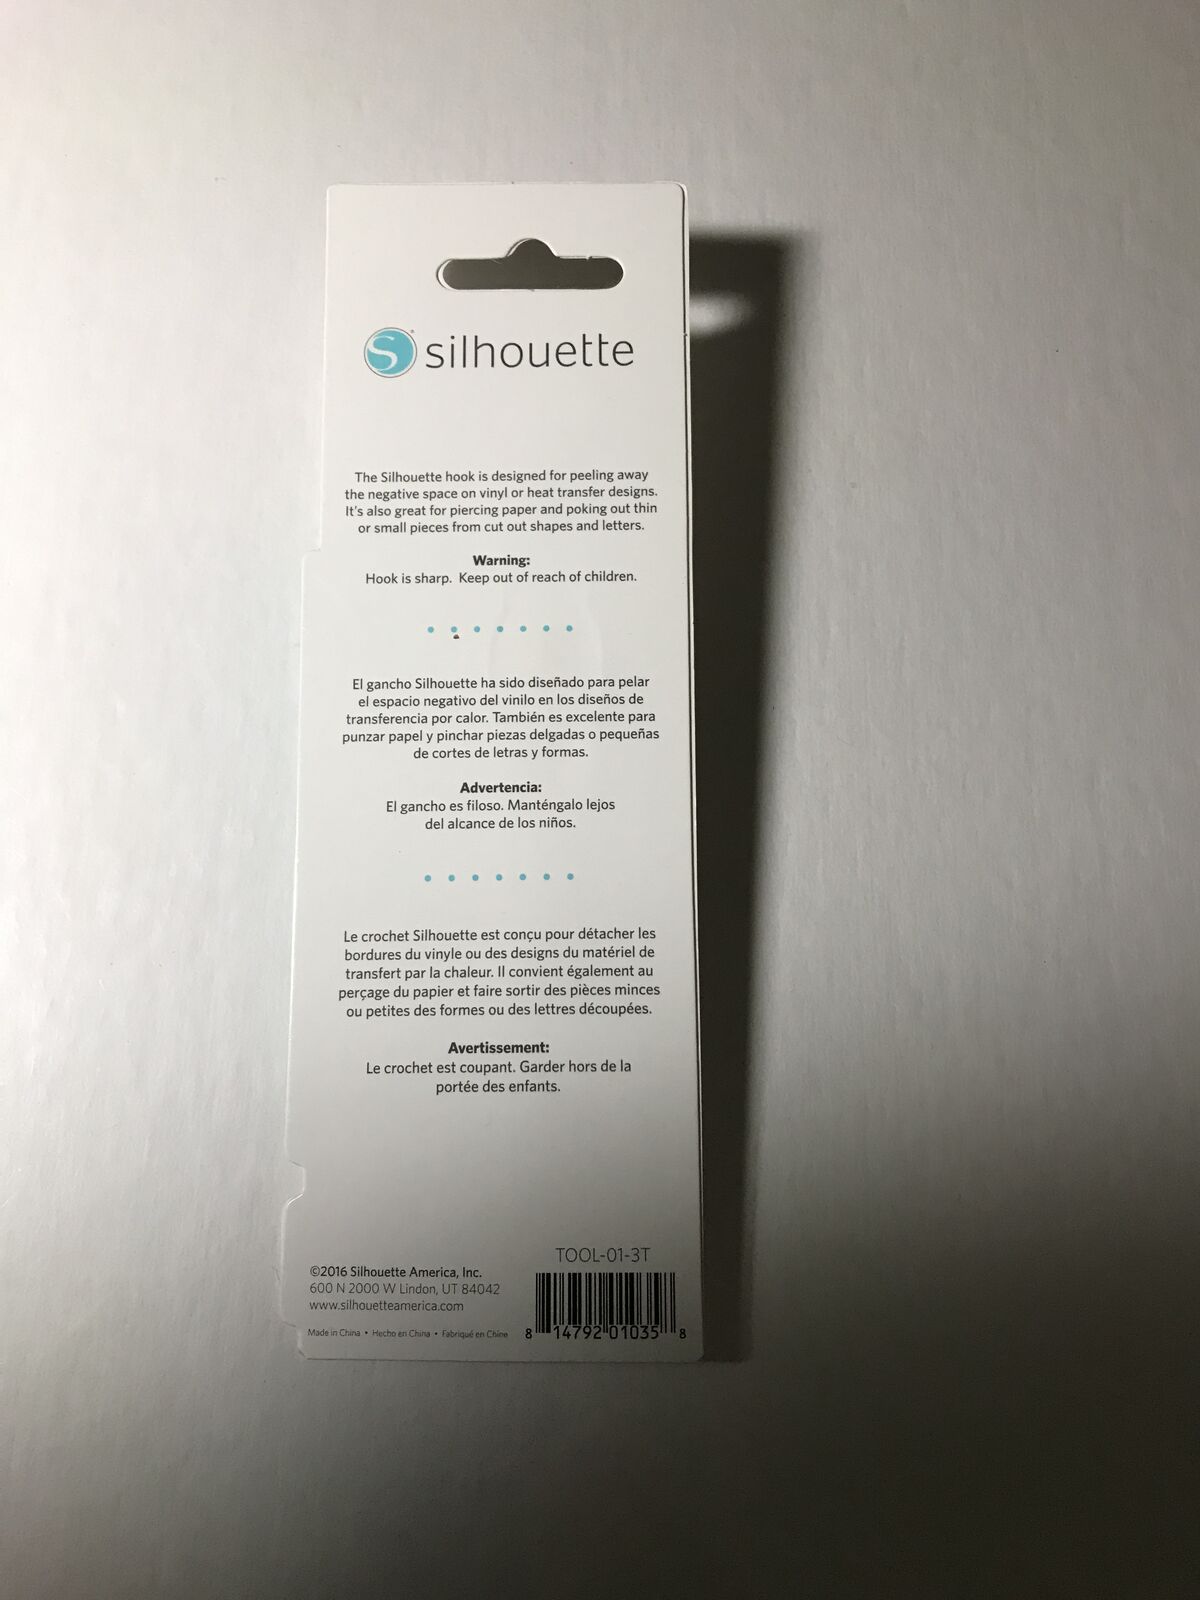 silhouette
The Silhouette hook is designed for peeling away
the negative space on vinyl or heat transfer designs.
It's also great for piercing paper and poking out thin
or small pieces from cut out shapes and letters.
Warning:
Hook is sharp. Keep out of reach of children.
El gancho Silhouette ha sido diseñado para pelar
el espacio negativo del vinilo en los diseños de
transferencia por calor. También es excelente para
punzar papel y pinchar piezas delgadas o pequeñas
de cortes de letras y formas.
Advertencia:
El gancho es filoso. Manténgalo lejos
del alcance de los niños.
Le crochet Silhouette est conçu pour détacher les
bordures du vinyle ou des designs du matériel de
transfert par la chaleur. Il convient également au
perçage du papier et faire sortir des pièces minces
ou petites des formes ou des lettres découpées.
Avertissement:
Le crochet est coupant. Garder hors de la
portée des enfants.
TOOL-01-3T
©2016 Silhouette America, Inc.
600 N 2000 W Lindon, UT 84042
www.silhouetteamerica.com
Made in China • Hecho en China • Fabriqué en Chine
8 14792 01035 8